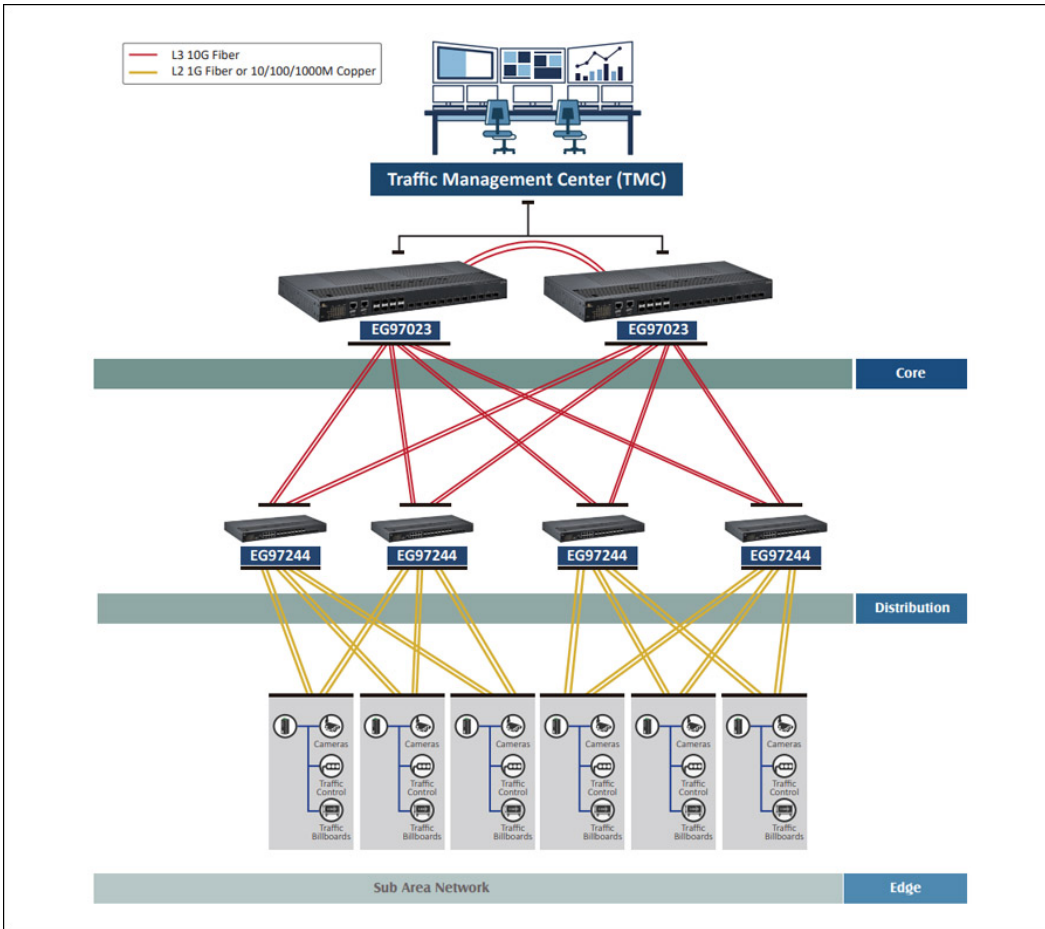 L3 10G Fiber
L2 1G Fiber or 10/100/1000M Copper
Traffic Management Center (TMC)
EG97023
EG97023
Core
EG97244
EG97244
EG97244
EG97244
Distribution
Cameras
Cameras
Cameras
Cameras
Cameras
Cameras
Traffic
Control
Traffic
Control
Traffic
Control
Traffic
Control
Traffic
Control
Traffic
Control
Traffic
Billboards
Traffic
Billboards
Traffic
Billboards
Traffic
Billboards
Traffic
Billboards
Traffic
Billboards
Sub Area Network
Edge